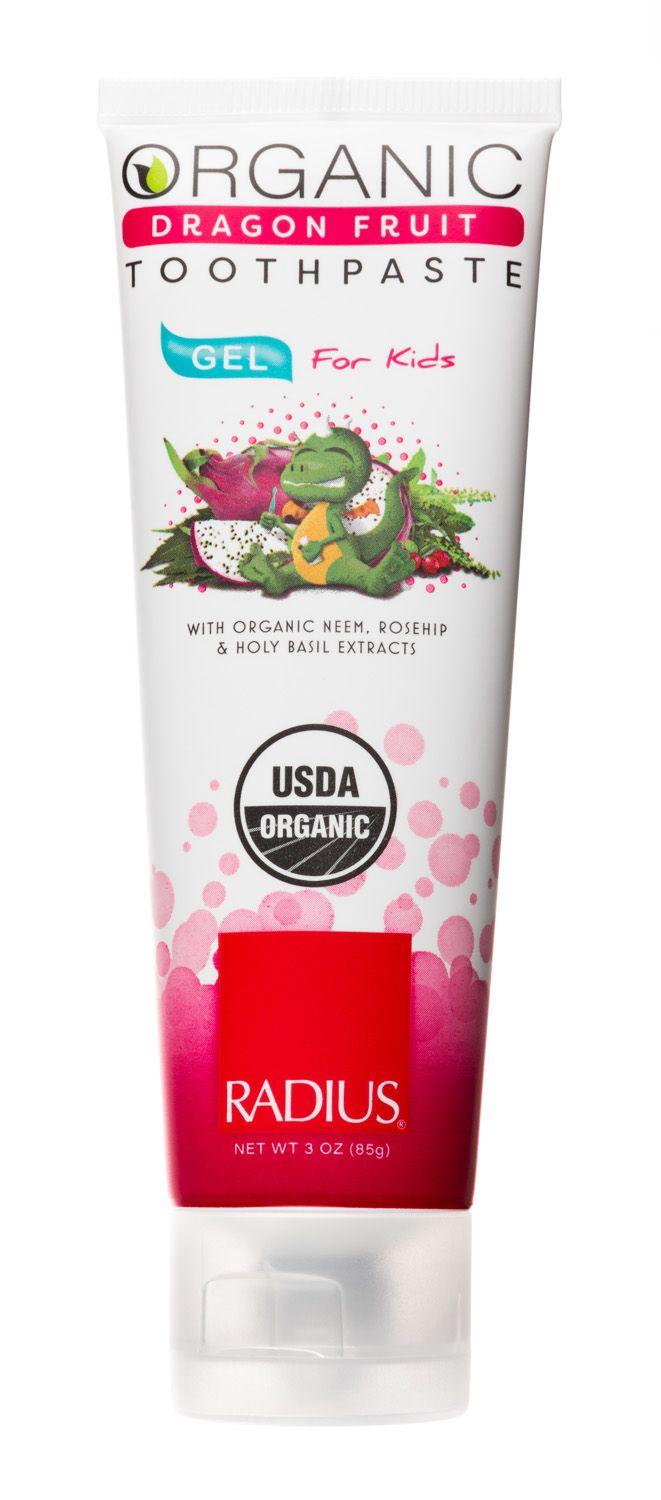 ORGANIC
DRAGON FRUIT
TOOTHPASTE
GEL For Kids
WITH ORGANIC NEEM, ROSEHIP
& HOLY BASIL EXTRACTS
USDA
ORGANIC
RADIUS®
NET WT 3 OZ (85g)